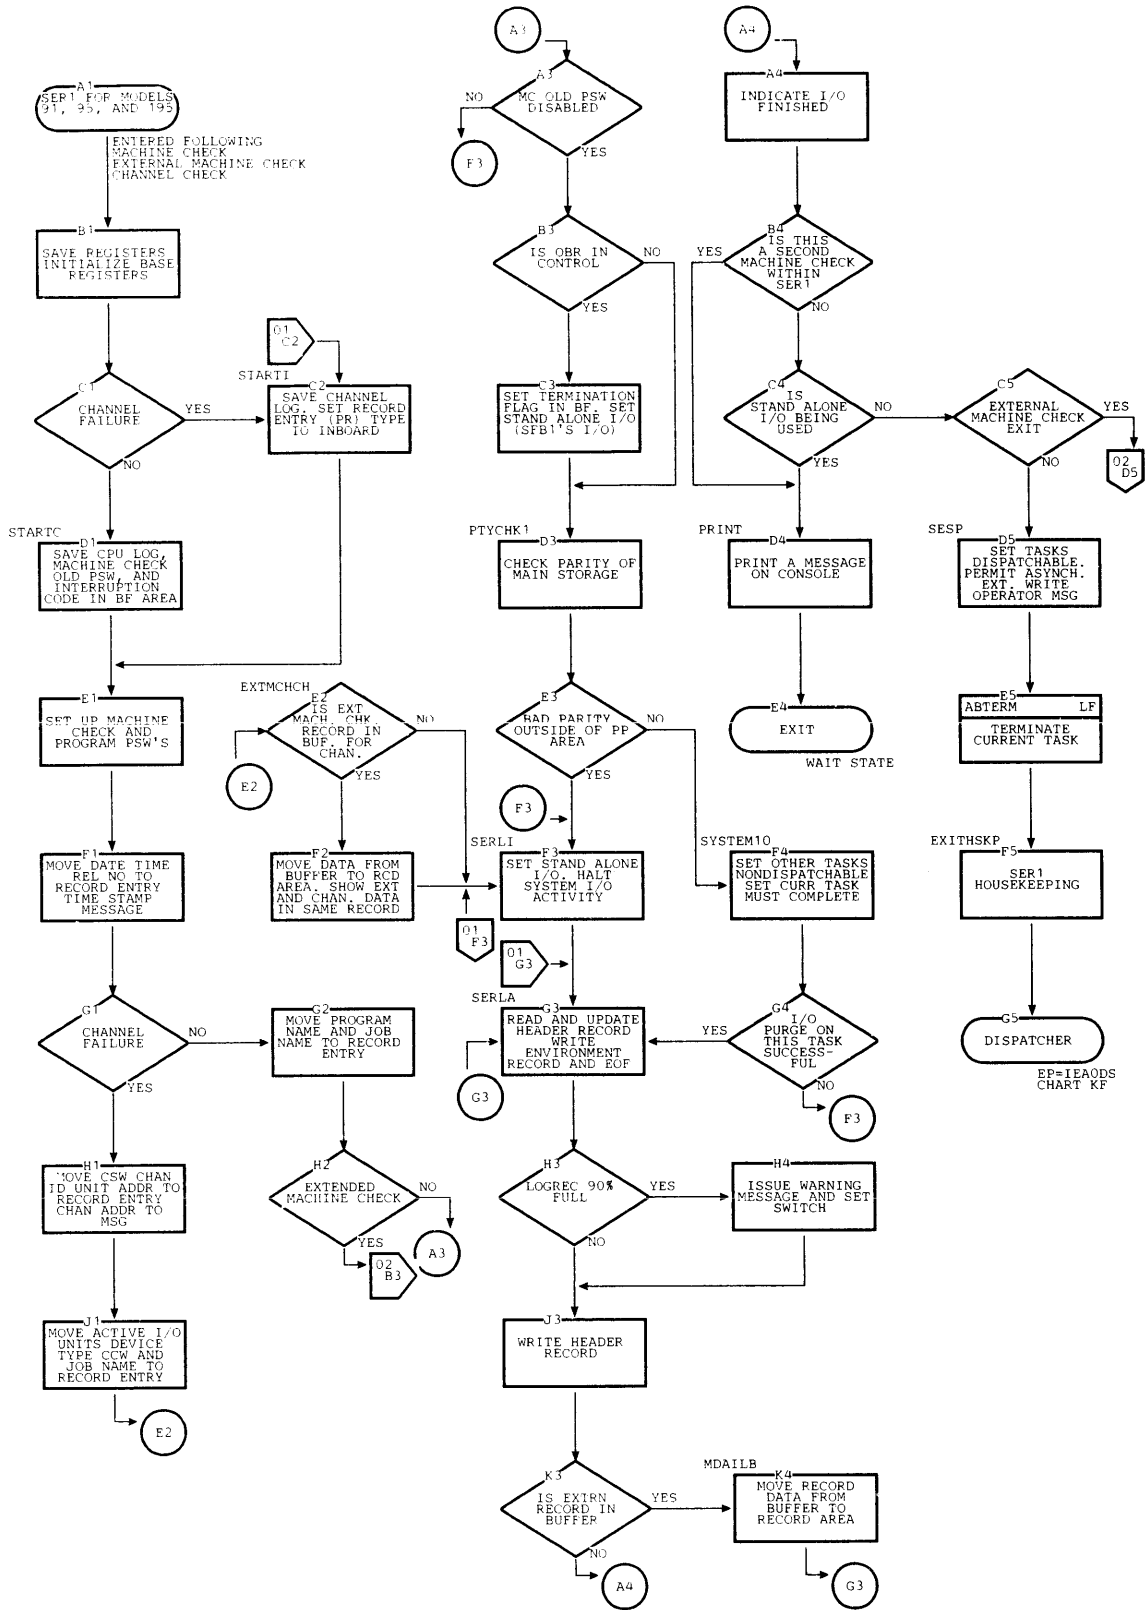 A1
SER1 FOR MODELS
91, 95, AND 195
ENTERED FOLLOWING
MACHINE CHECK
EXTERNAL MACHINE CHECK
CHANNEL CHECK
B1
SAVE REGISTERS
INITIALIZE BASE
REGISTERS
C1
CHANNEL
FAILURE
YES
NO
01
C2
STARTI
C2
SAVE CHANNEL
LOG. SET RECORD
ENTRY (PR) TYPE
TO INBOARD
STARTC
D1
SAVE CPU LOG,
MACHINE CHECK
OLD PSW, AND
INTERRUPTION
CODE IN BF AREA
E1
SET UP MACHINE
CHECK AND
PROGRAM PSW'S
F1
MOVE DATE TIME
REL NO TO
RECORD ENTRY
TIME STAMP
MESSAGE
G1
CHANNEL
FAILURE
NO
YES
H1
MOVE CSW CHAN
ID UNIT ADDR TO
RECORD ENTRY
CHAN ADDR TO
MSG
J1
MOVE ACTIVE I/O
UNITS DEVICE
TYPE CCW AND
JOB NAME TO
RECORD ENTRY
E2
EXTMCHCH
E2
IS EXT
MACH. CHK.
RECORD IN
BUF. FOR
CHAN.
NO
YES
E2
F2
MOVE DATA FROM
BUFFER TO RCD
AREA. SHOW EXT
AND CHAN. DATA
IN SAME RECORD
01
F3
G2
MOVE PROGRAM
NAME AND JOB
NAME TO RECORD
ENTRY
H2
EXTENDED
MACHINE CHECK
NO
YES
A3
02
B3
A3
A3
MC OLD PSW
DISABLED
NO
YES
F3
B3
IS OBR IN
CONTROL
NO
YES
C3
SET TERMINATION
FLAG IN BF. SET
STAND ALONE I/O
(SFB1'S I/O)
PTYCHK1
D3
CHECK PARITY OF
MAIN STORAGE
E3
BAD PARITY
OUTSIDE OF PP
AREA
NO
YES
F3
SERLI
F3
SET STAND ALONE
I/O. HALT
SYSTEM I/O
ACTIVITY
01
G3
SERLA
G3
READ AND UPDATE
HEADER RECORD
WRITE
ENVIRONMENT
RECORD AND EOF
G3
H3
LOGREC 90%
FULL
YES
NO
J3
WRITE HEADER
RECORD
K3
IS EXTRN
RECORD IN
BUFFER
YES
NO
A4
A4
A4
INDICATE I/O
FINISHED
B4
IS THIS
A SECOND
MACHINE CHECK
WITHIN
SER1
YES
NO
C4
IS
STAND ALONE
I/O BEING
USED
NO
YES
PRINT
D4
PRINT A MESSAGE
ON CONSOLE
E4
EXIT
WAIT STATE
SYSTEM10
F4
SET OTHER TASKS
NONDISPATCHABLE
SET CURR TASK
MUST COMPLETE
G4
I/O
PURGE ON
THIS TASK
SUCCESS-
FUL
YES
NO
F3
H4
ISSUE WARNING
MESSAGE AND SET
SWITCH
MDAILB
K4
MOVE RECORD
DATA FROM
BUFFER TO
RECORD AREA
G3
C5
EXTERNAL
MACHINE CHECK
EXIT
YES
NO
02
D5
SESP
D5
SET TASKS
DISPATCHABLE.
PERMIT ASYNCH.
EXT. WRITE
OPERATOR MSG
E5
ABTERM LF
TERMINATE
CURRENT TASK
EXITHSKP
F5
SER1
HOUSEKEEPING
G5
DISPATCHER
EP=IEA0DS
CHART KF